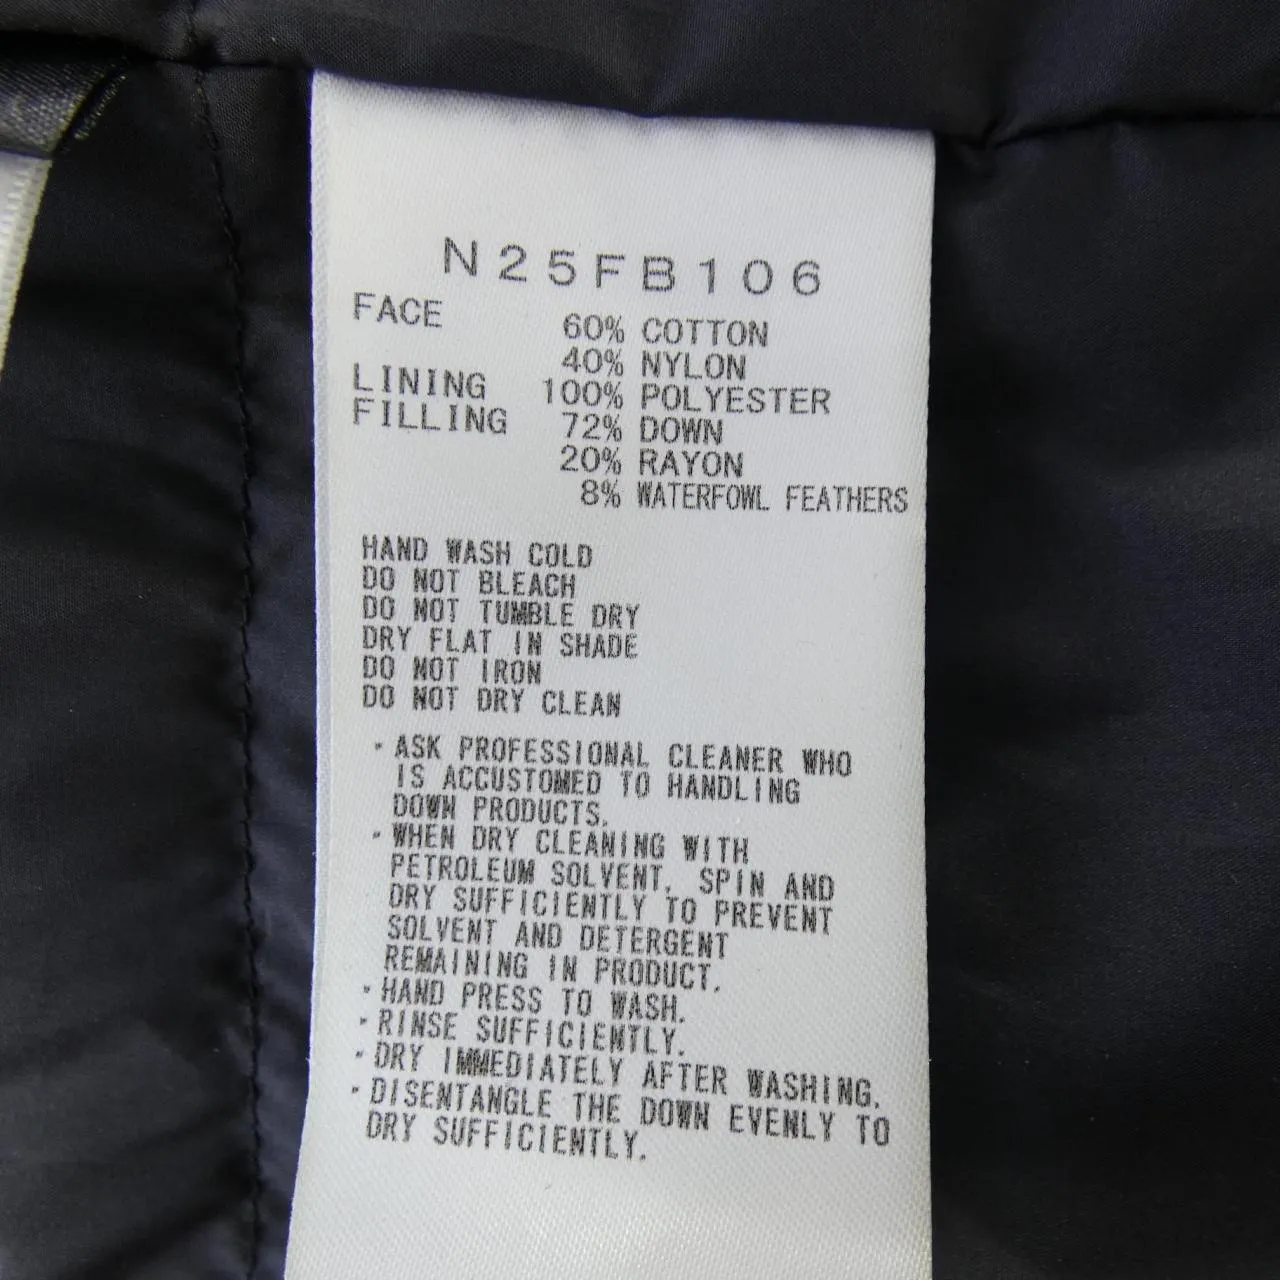 N25FB106
FACE 60% COTTON
40% NYLON
LINING 100% POLYESTER
FILLING 72% DOWN
20% RAYON
8% WATERFOWL FEATHERS
HAND WASH COLD
DO NOT BLEACH
DO NOT TUMBLE DRY
DRY FLAT IN SHADE
DO NOT IRON
DO NOT DRY CLEAN
・ASK PROFESSIONAL CLEANER WHO
IS ACCUSTOMED TO HANDLING
DOWN PRODUCTS.
・WHEN DRY CLEANING WITH
PETROLEUM SOLVENT, SPIN AND
DRY SUFFICIENTLY TO PREVENT
SOLVENT AND DETERGENT
REMAINING IN PRODUCT.
・HAND PRESS TO WASH.
・RINSE SUFFICIENTLY.
・DRY IMMEDIATELY AFTER WASHING.
・DISENTANGLE THE DOWN EVENLY TO
DRY SUFFICIENTLY.